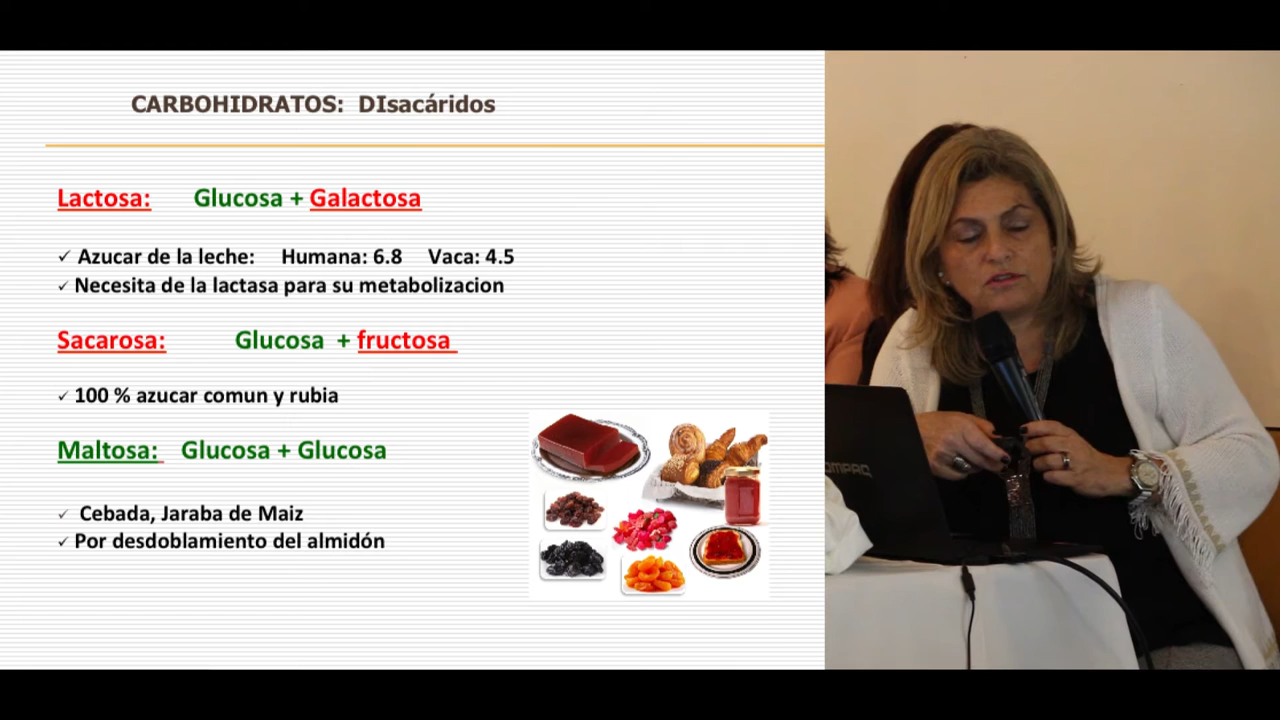 CARBOHIDRATOS: DIsacáridos
Lactosa: Glucosa + Galactosa
✓ Azucar de la leche: Humana: 6.8 Vaca: 4.5
✓ Necesita de la lactasa para su metabolizacion
Sacarosa: Glucosa + fructosa
✓ 100 % azucar comun y rubia
Maltosa: Glucosa + Glucosa
✓ Cebada, Jaraba de Maiz
✓ Por desdoblamiento del almidón
COMPAQ